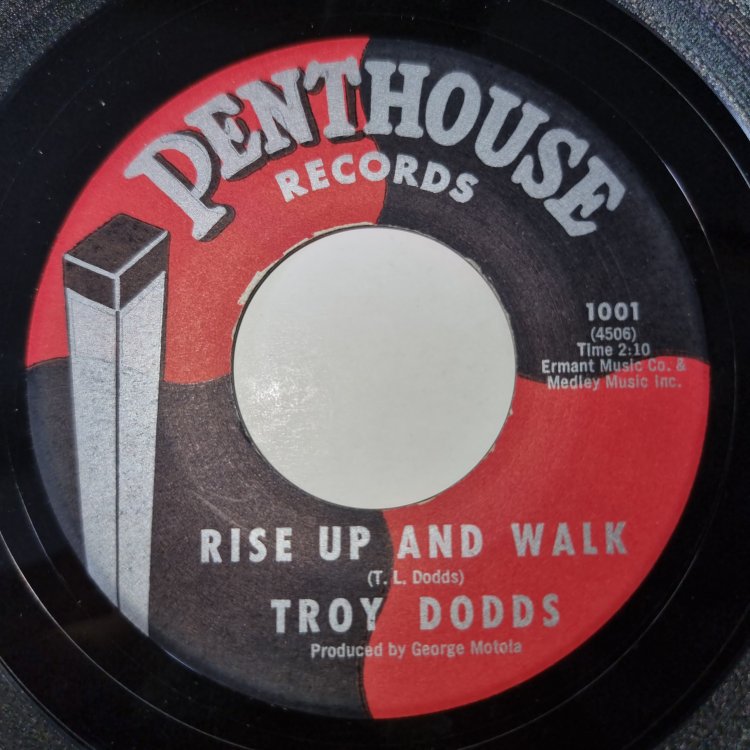 PENTHOUSE
RECORDS
1001
(4506)
Time 2:10
Ermant Music Co. &
Medley Music Inc.
RISE UP AND WALK
(T. L. Dodds)
TROY DODDS
Produced by George Motola